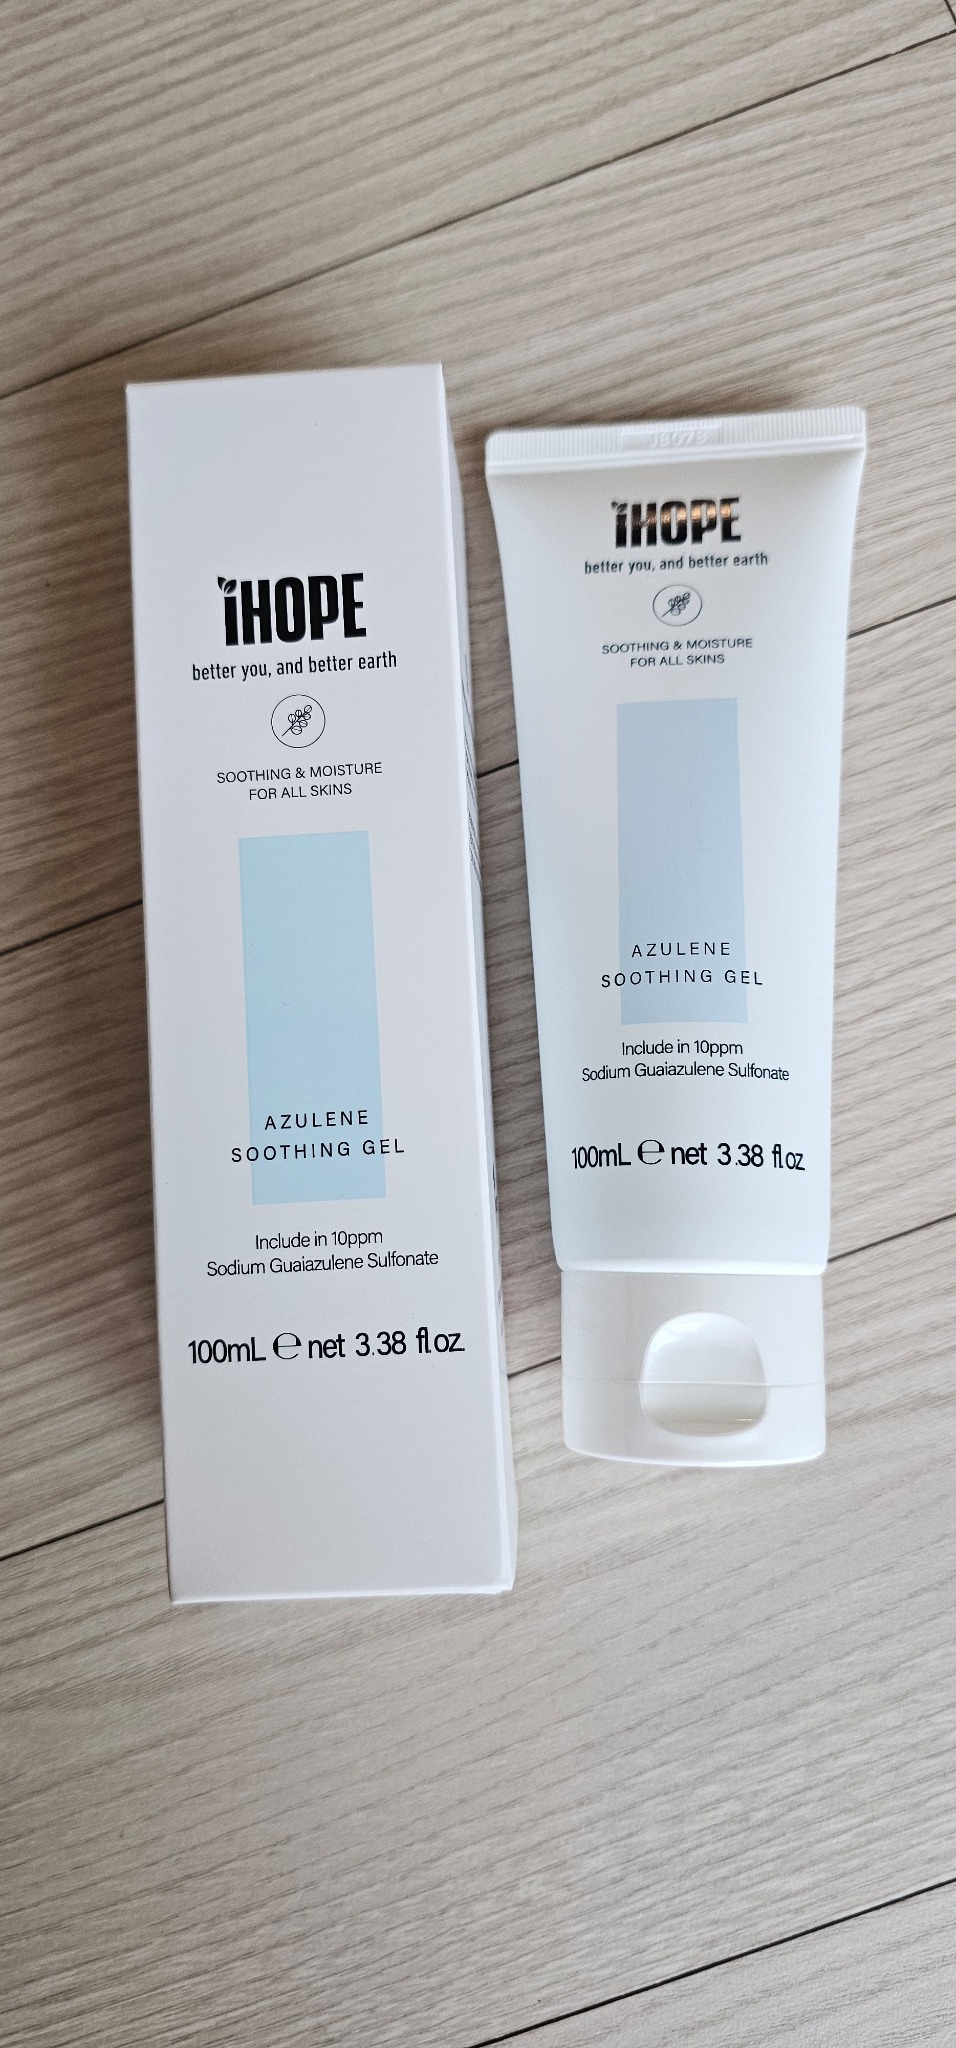 iHOPE
better you, and better earth
SOOTHING & MOISTURE
FOR ALL SKINS
AZULENE
SOOTHING GEL
Include in 10ppm
Sodium Guaiazulene Sulfonate
100mL ℮ net 3.38 fl oz
iHOPE
better you, and better earth
SOOTHING & MOISTURE
FOR ALL SKINS
AZULENE
SOOTHING GEL
Include in 10ppm
Sodium Guaiazulene Sulfonate
100mL ℮ net 3.38 fl oz